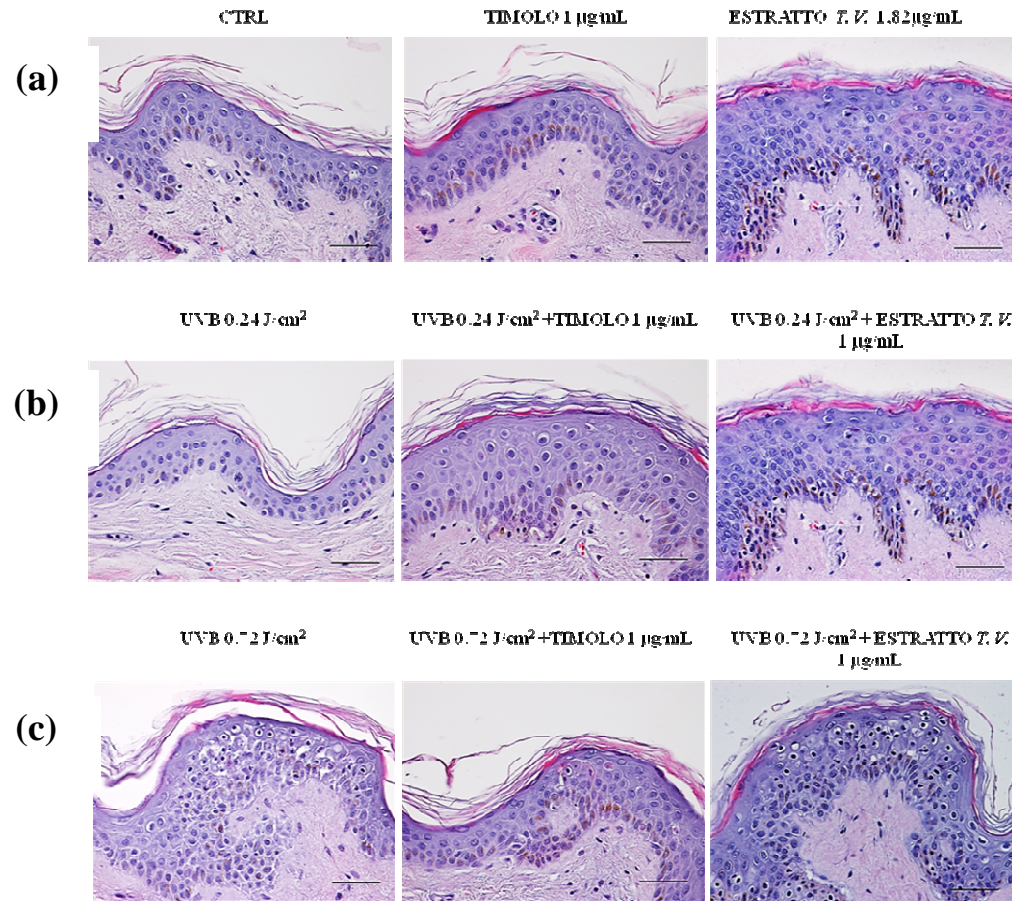 CTRL TIMOLO 1 µg/mL ESTRATTO T. V. 1.82µg/mL
(a)
UVB 0.24 J/cm² UVB 0.24 J/cm² +TIMOLO 1 µg/mL UVB 0.24 J/cm² + ESTRATTO T. V.
1 µg/mL
(b)
UVB 0.72 J/cm² UVB 0.72 J/cm² +TIMOLO 1 µg/mL UVB 0.72 J/cm² + ESTRATTO T. V.
1 µg/mL
(c)